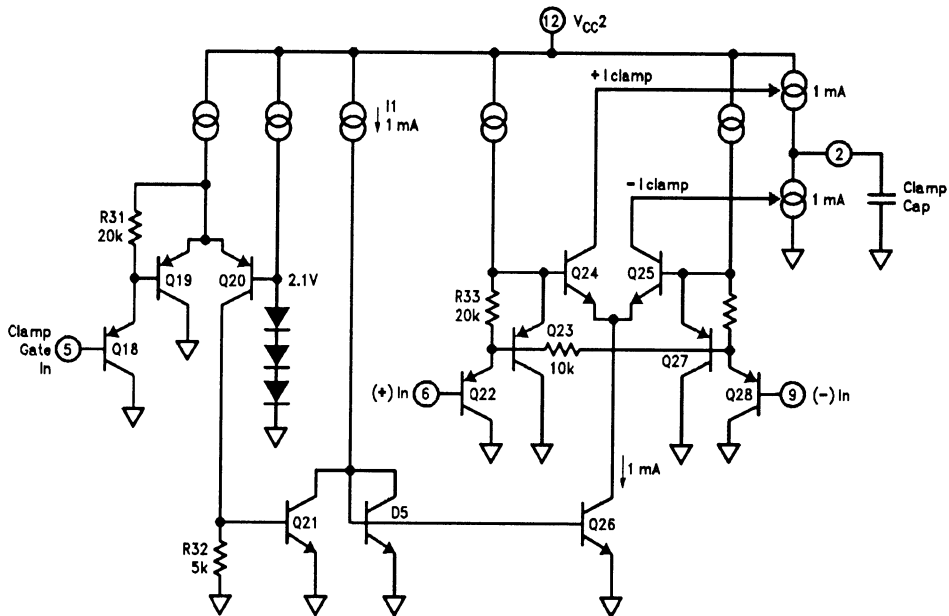 12 VCC2
+I clamp
I1
1 mA
1 mA
2
-I clamp
1 mA
Clamp
Cap
R31
20k
Q19
Q20
2.1V
Q24
Q25
R33
20k
Q23
10k
Q27
Clamp
Gate
In
5
Q18
(+) In 6
Q22
Q28
9 (-) In
1 mA
Q21
D5
Q26
R32
5k